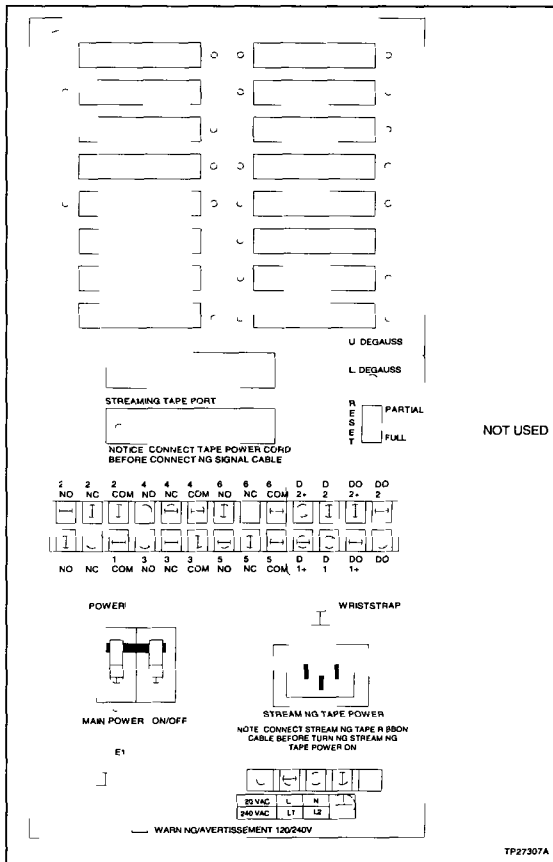 U DEGAUSS
L DEGAUSS
STREAMING TAPE PORT
RESET
PARTIAL
FULL
NOT USED
NOTICE CONNECT TAPE POWER CORD
BEFORE CONNECT NG SIGNAL CABLE
2 2 2 4 4 4 6 6 6 D D DO DO
NO NC COM NO NC COM NO NC COM 2+ 2 2+ 2
1 3 3 3 5 5 5 D D DO DO
NO NC COM NO NC COM NO NC COM 1+ 1 1+
POWER
WRISTSTRAP
MAIN POWER ON/OFF
STREAM NG TAPE POWER
NOTE CONNECT STREAM NG TAPE R BBON
CABLE BEFORE TURN NG STREAM NG
TAPE POWER ON
E1
20 VAC L N
240 VAC L1 L2
WARN NG/AVERTISSEMENT 120/240V
TP27307A